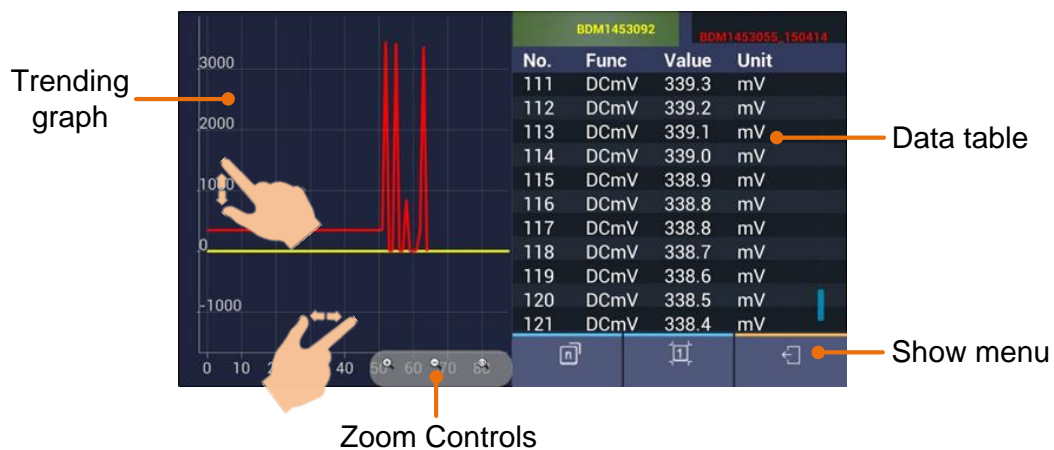 Trending
graph
3000
2000
1000
0
-1000
0 10 40 50 60 70 80
BDM1453092 BDM1453055_150414
No. Func Value Unit
111 DCmV 339.3 mV
112 DCmV 339.2 mV
113 DCmV 339.1 mV
114 DCmV 339.0 mV
115 DCmV 338.9 mV
116 DCmV 338.8 mV
117 DCmV 338.8 mV
118 DCmV 338.7 mV
119 DCmV 338.6 mV
120 DCmV 338.5 mV
121 DCmV 338.4 mV
n 1
Data table
Show menu
Zoom Controls